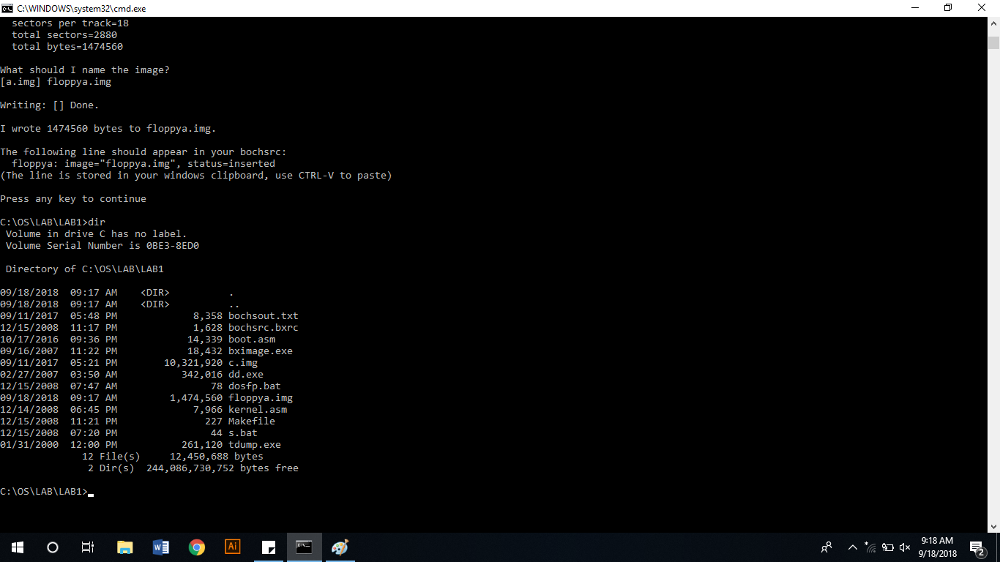 C:\WINDOWS\system32\cmd.exe
  sectors per track=18
  total sectors=2880
  total bytes=1474560
What should I name the image?
[a.img] floppya.img
Writing: [] Done.
I wrote 1474560 bytes to floppya.img.
The following line should appear in your bochsrc:
  floppya: image="floppya.img", status=inserted
(The line is stored in your windows clipboard, use CTRL-V to paste)
Press any key to continue
C:\OS\LAB\LAB1>dir
 Volume in drive C has no label.
 Volume Serial Number is 0BE3-8ED0
 Directory of C:\OS\LAB\LAB1
09/18/2018  09:17 AM    <DIR>          .
09/18/2018  09:17 AM    <DIR>          ..
09/11/2017  05:48 PM             8,358 bochsout.txt
12/15/2008  11:17 PM             1,628 bochsrc.bxrc
10/17/2016  09:36 PM            14,339 boot.asm
09/16/2007  11:22 PM            18,432 bximage.exe
09/11/2017  05:21 PM        10,321,920 c.img
02/27/2007  03:50 AM           342,016 dd.exe
12/15/2008  07:47 AM                78 dosfp.bat
09/18/2018  09:17 AM         1,474,560 floppya.img
12/14/2008  06:45 PM             7,966 kernel.asm
12/15/2008  11:21 PM               227 Makefile
12/15/2008  07:20 PM                44 s.bat
01/31/2000  12:00 PM           261,120 tdump.exe
              12 File(s)     12,450,688 bytes
               2 Dir(s)  244,086,730,752 bytes free
C:\OS\LAB\LAB1>
Ai
9:18 AM
9/18/2018
2